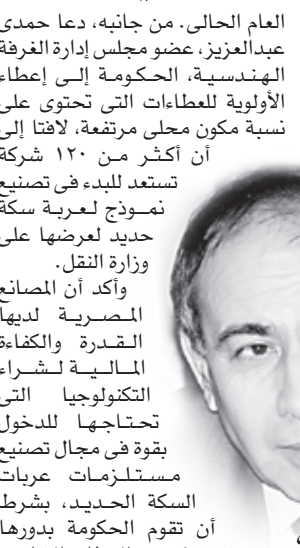 العام الحالى. من جانبه، دعا حمدى
عبدالعزيز، عضو مجلس إدارة الغرفة
الهندسية، الحكومة إلى إعطاء
الأولوية للعطاءات التى تحتوى على
نسبة مكون محلى مرتفعة، لافتا إلى
أن أكثر من ١٢٠ شركة
تستعد للبدء فى تصنيع
نموذج لعربة سكة
حديد لعرضها على
وزارة النقل.
وأكد أن المصانع
المصرية لديها
القدرة والكفاءة
المالية لشراء
التكنولوجيا التى
تحتاجها للدخول
بقوة فى مجال تصنيع
مستلزمات عربات
السكة الحديد، بشرط
أن تقوم الحكومة بدورها